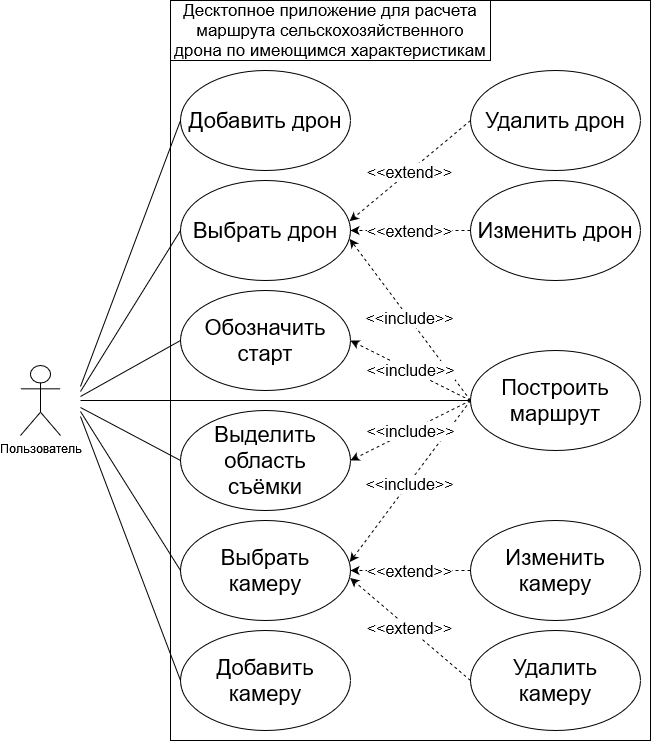 Десктопное приложение для расчета
маршрута сельскохозяйственного
дрона по имеющимся характеристикам
Добавить дрон
Удалить дрон
<<extend>>
Выбрать дрон
<<extend>>
Изменить дрон
<<include>>
Обозначить
старт
<<include>>
Построить
маршрут
Пользователь
<<include>>
Выделить
область
съёмки
<<include>>
Выбрать
камеру
<<extend>>
Изменить
камеру
<<extend>>
Добавить
камеру
Удалить
камеру